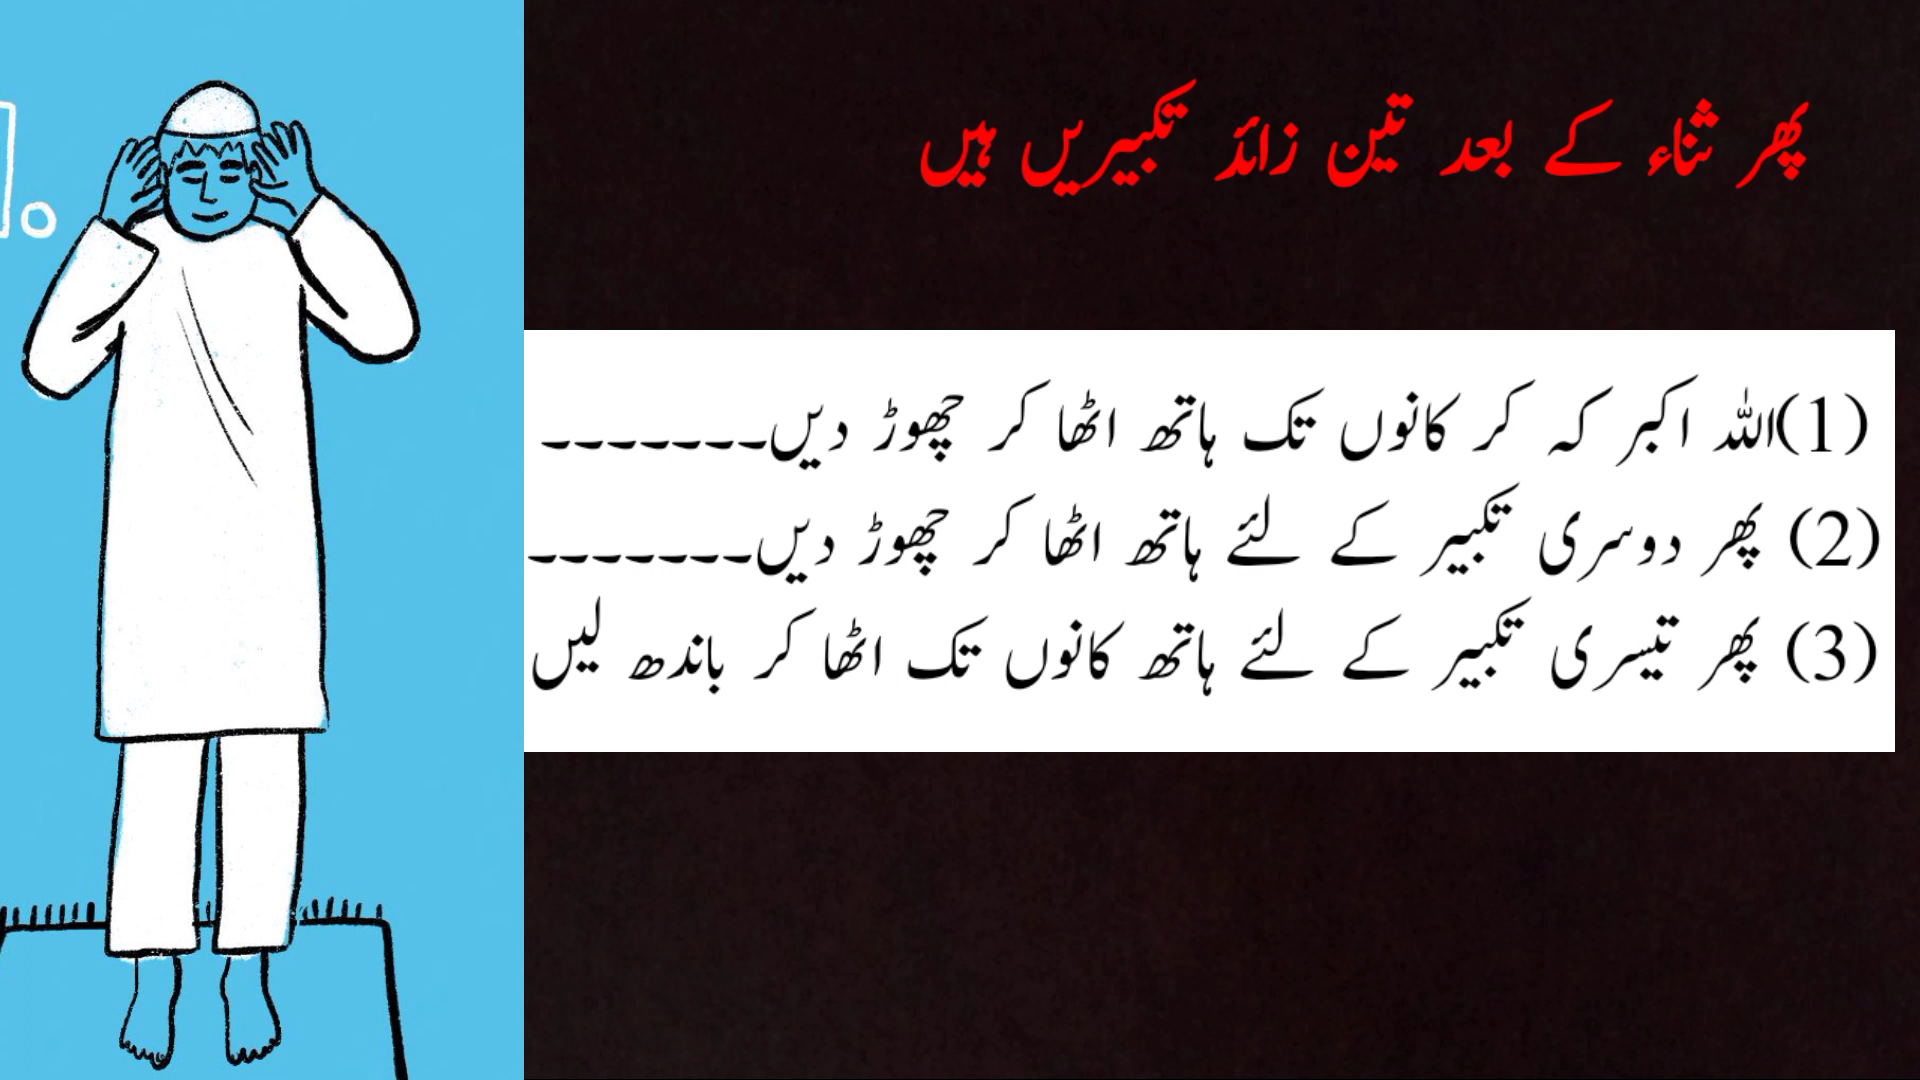 پھر ثناء کے بعد تین زائد تکبیریں ہیں
(1)اللہ اکبر کہ کر کانوں تک ہاتھ اٹھا کر چھوڑ دیں۔۔۔۔۔۔۔
(2) پھر دوسری تکبیر کے لئے ہاتھ اٹھا کر چھوڑ دیں۔۔۔۔۔۔۔
(3) پھر تیسری تکبیر کے لئے ہاتھ کانوں تک اٹھا کر باندھ لیں